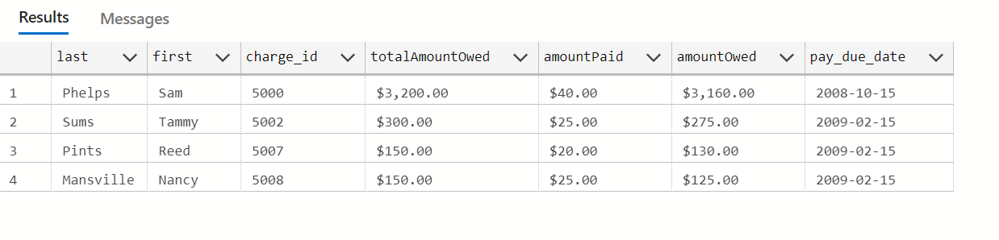 Results Messages
last first charge_id totalAmountOwed amountPaid amountOwed pay_due_date
1 Phelps Sam 5000 $3,200.00 $40.00 $3,160.00 2008-10-15
2 Sums Tammy 5002 $300.00 $25.00 $275.00 2009-02-15
3 Pints Reed 5007 $150.00 $20.00 $130.00 2009-02-15
4 Mansville Nancy 5008 $150.00 $25.00 $125.00 2009-02-15